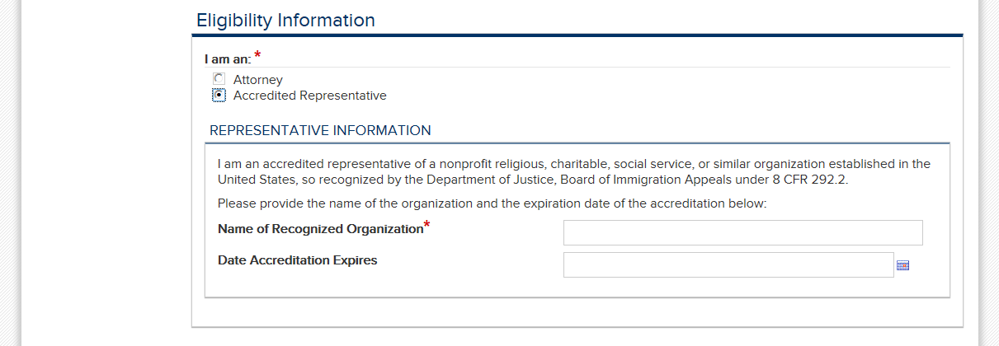 Eligibility Information
I am an: *
Attorney
Accredited Representative
REPRESENTATIVE INFORMATION
I am an accredited representative of a nonprofit religious, charitable, social service, or similar organization established in the
United States, so recognized by the Department of Justice, Board of Immigration Appeals under 8 CFR 292.2.
Please provide the name of the organization and the expiration date of the accreditation below:
Name of Recognized Organization*
Date Accreditation Expires